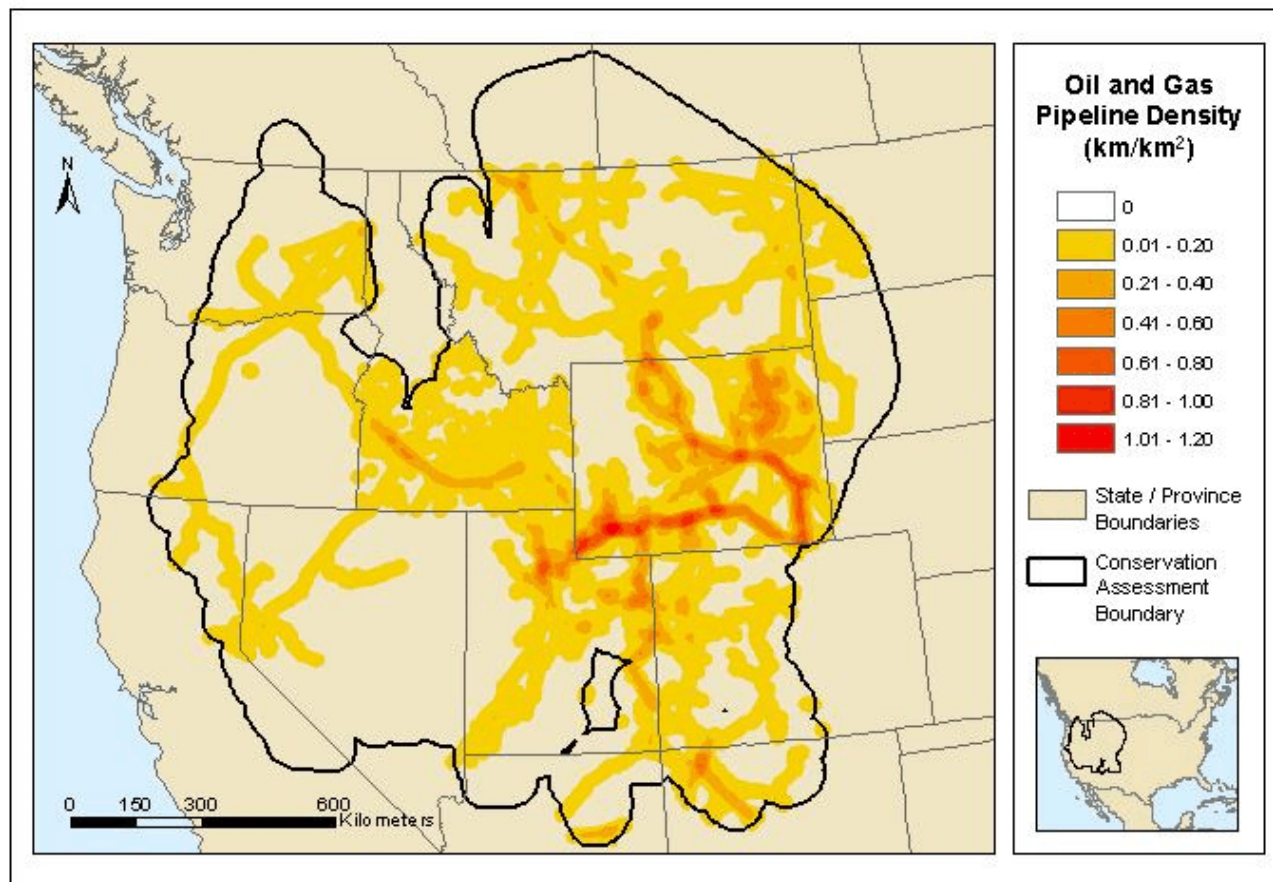 N
0 150 300 600
Kilometers
Oil and Gas
Pipeline Density
(km/km²)
0
0.01 - 0.20
0.21 - 0.40
0.41 - 0.60
0.61 - 0.80
0.81 - 1.00
1.01 - 1.20
State / Province
Boundaries
Conservation
Assessment
Boundary